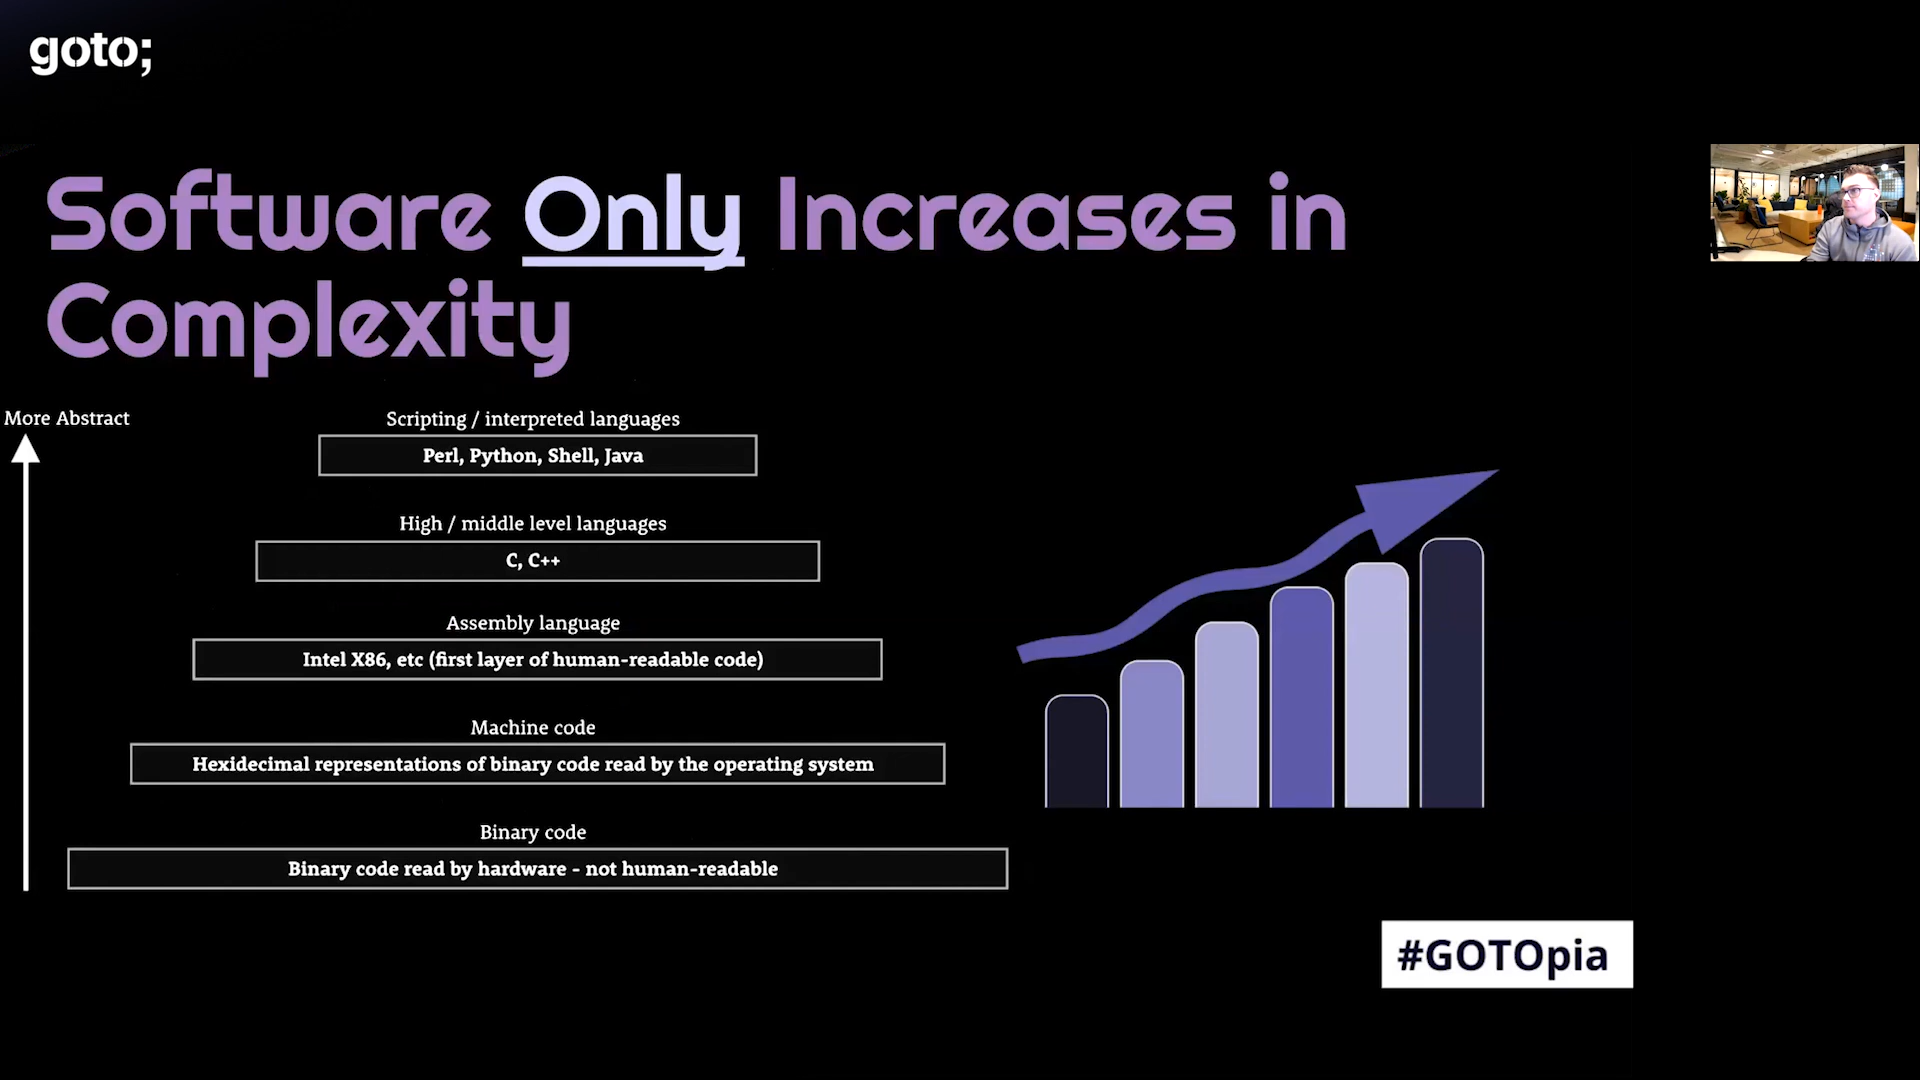 goto;
Software Only Increases in
Complexity
More Abstract
Scripting / interpreted languages
Perl, Python, Shell, Java
High / middle level languages
C, C++
Assembly language
Intel X86, etc (first layer of human-readable code)
Machine code
Hexidecimal representations of binary code read by the operating system
Binary code
Binary code read by hardware - not human-readable
#GOTOpia